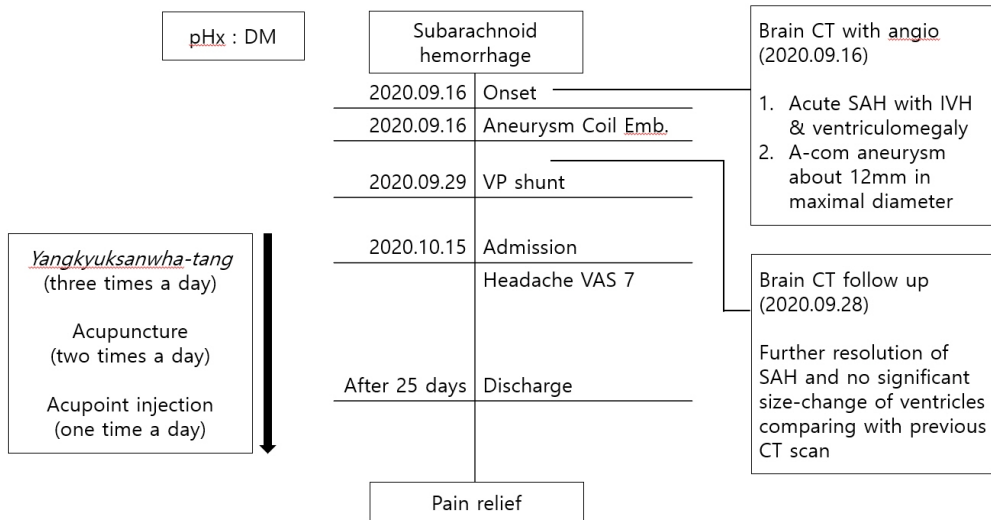 pHx : DM
Subarachnoid
hemorrhage
2020.09.16 Onset
2020.09.16 Aneurysm Coil Emb.
2020.09.29 VP shunt
2020.10.15 Admission
Headache VAS 7
After 25 days Discharge
Pain relief
Brain CT with angio
(2020.09.16)
1. Acute SAH with IVH
& ventriculomegaly
2. A-com aneurysm
about 12mm in
maximal diameter
Brain CT follow up
(2020.09.28)
Further resolution of
SAH and no significant
size-change of ventricles
comparing with previous
CT scan
Yangkyuksanwha-tang
(three times a day)
Acupuncture
(two times a day)
Acupoint injection
(one time a day)